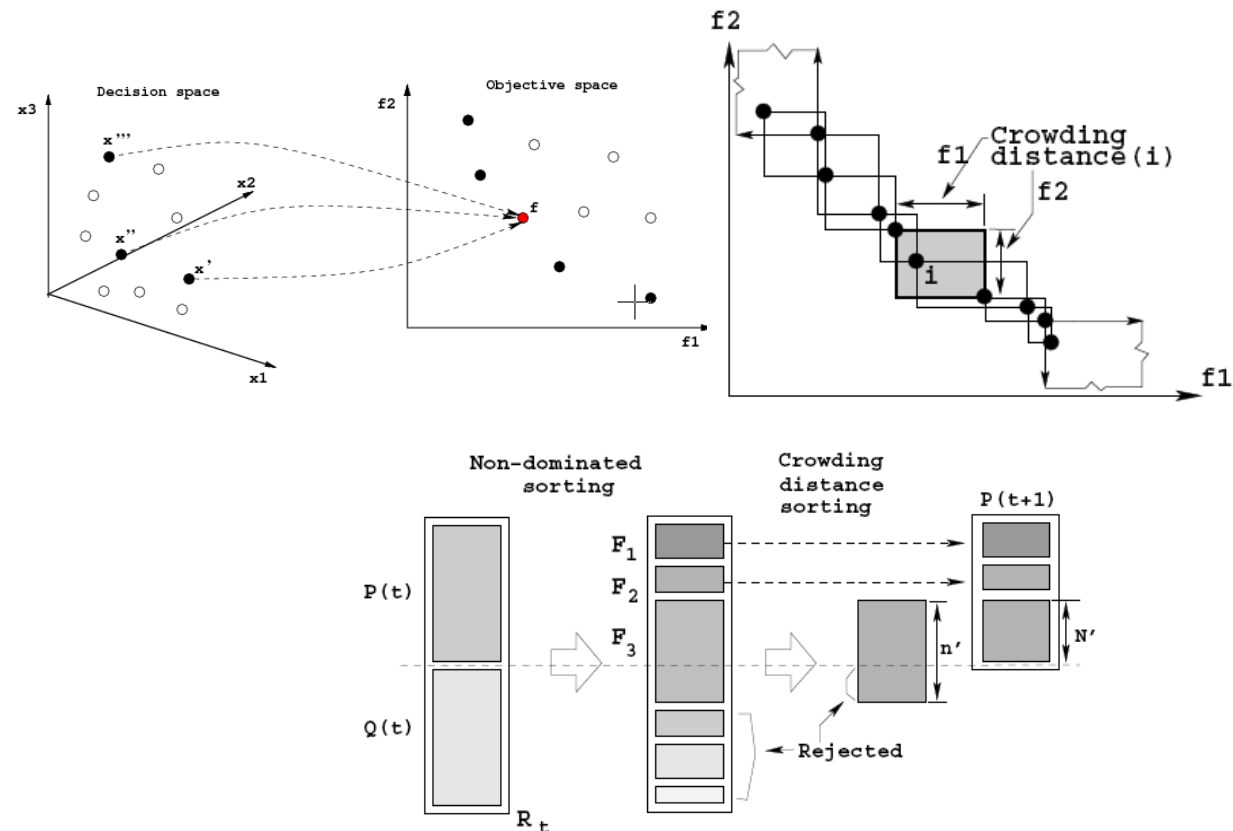 Decision space
x3
x'''
x2
x''
x'
x1
Objective space
f2
f
f1
f2
Crowding
distance(i)
f1
f2
i
f1
Non-dominated
sorting
Crowding
distance
sorting
P(t+1)
F1
F2
F3
P(t)
Q(t)
Rt
n'
N'
Rejected